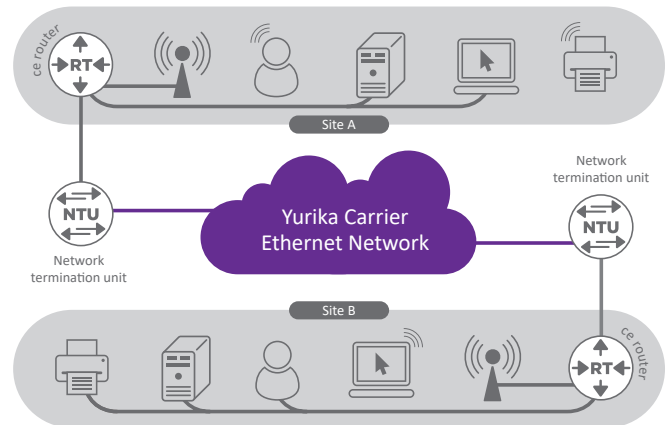 ce router
RT
Site A
NTU
Network
termination unit
Yurika Carrier
Ethernet Network
Network
termination unit
NTU
Site B
ce router
RT